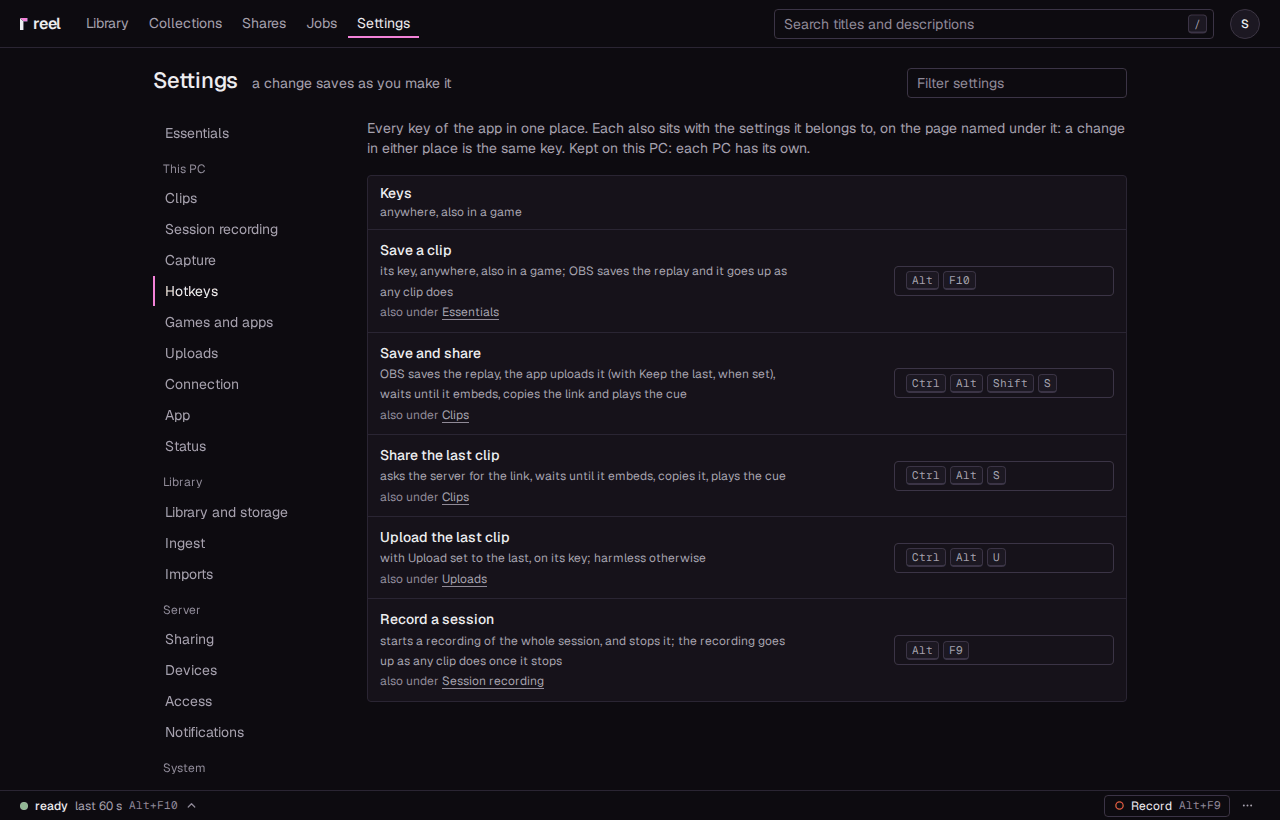 reel Library Collections Shares Jobs Settings Search titles and descriptions / S
Settings a change saves as you make it Filter settings
Essentials
This PC
Clips
Session recording
Capture
Hotkeys
Games and apps
Uploads
Connection
App
Status
Library
Library and storage
Ingest
Imports
Server
Sharing
Devices
Access
Notifications
System
Every key of the app in one place. Each also sits with the settings it belongs to, on the page named under it: a change
in either place is the same key. Kept on this PC: each PC has its own.
Keys
anywhere, also in a game
Save a clip
its key, anywhere, also in a game; OBS saves the replay and it goes up as
any clip does
also under Essentials
Alt F10
Save and share
OBS saves the replay, the app uploads it (with Keep the last, when set),
waits until it embeds, copies the link and plays the cue
also under Clips
Ctrl Alt Shift S
Share the last clip
asks the server for the link, waits until it embeds, copies it, plays the cue
also under Clips
Ctrl Alt S
Upload the last clip
with Upload set to the last, on its key; harmless otherwise
also under Uploads
Ctrl Alt U
Record a session
starts a recording of the whole session, and stops it; the recording goes
up as any clip does once it stops
also under Session recording
Alt F9
ready last 60 s Alt+F10 Record Alt+F9 ···